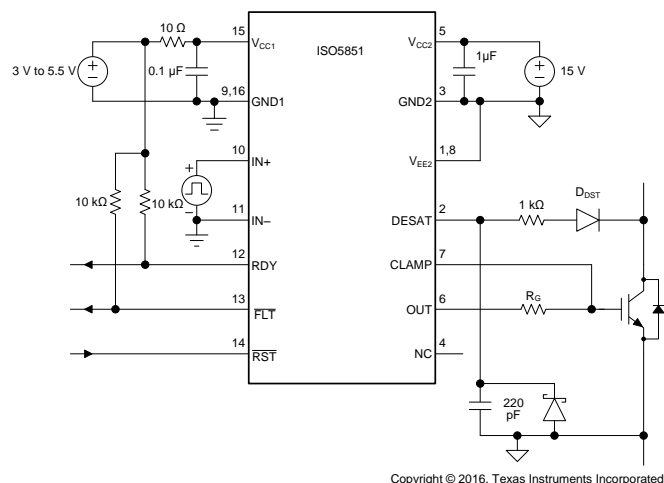 10 Ω
15
VCC1
ISO5851
VCC2
5
3 V to 5.5 V
+
−
0.1 µF
1µF
+
−
15 V
9,16
GND1
GND2
3
10
IN+
VEE2
1,8
+
−
10 kΩ
10 kΩ
11
IN–
DESAT
2
1 kΩ
DDST
12
RDY
CLAMP
7
13
FLT
OUT
6
RG
14
RST
NC
4
220
pF
Copyright © 2016, Texas Instruments Incorporated